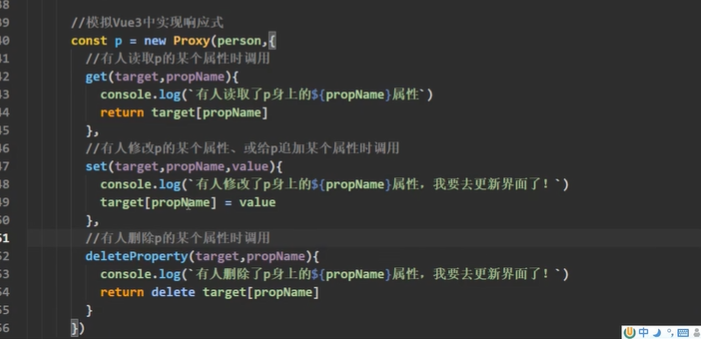 48
49 //模拟Vue3中实现响应式
40 const p = new Proxy(person,{
41 //有人读取p的某个属性时调用
42 get(target,propName){
43 console.log(`有人读取了p身上的${propName}属性`)
44 return target[propName]
45 },
46 //有人修改p的某个属性、或给p追加某个属性时调用
47 set(target,propName,value){
48 console.log(`有人修改了p身上的${propName}属性，我要去更新界面了！`)
49 target[propName] = value
50 },
51 //有人删除p的某个属性时调用
52 deleteProperty(target,propName){
53 console.log(`有人删除了p身上的${propName}属性，我要去更新界面了！`)
54 return delete target[propName]
55 }
56 })
中